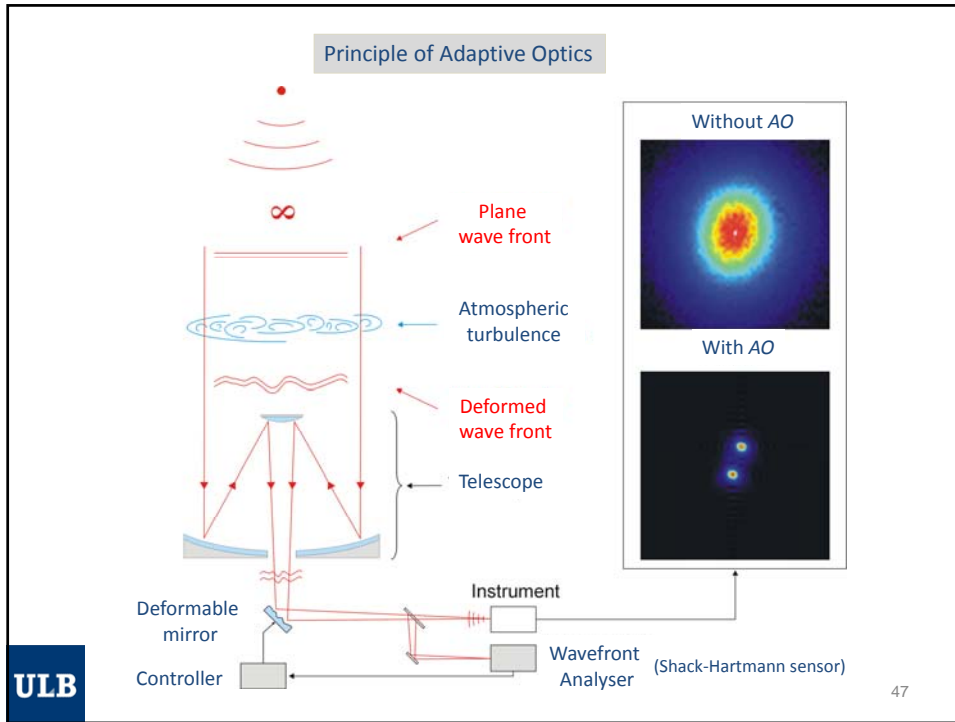 Principle of Adaptive Optics
∞
Plane
wave front
Atmospheric
turbulence
Deformed
wave front
Telescope
Without AO
With AO
Instrument
Deformable
mirror
Wavefront
Analyser
(Shack-Hartmann sensor)
Controller
ULB
47